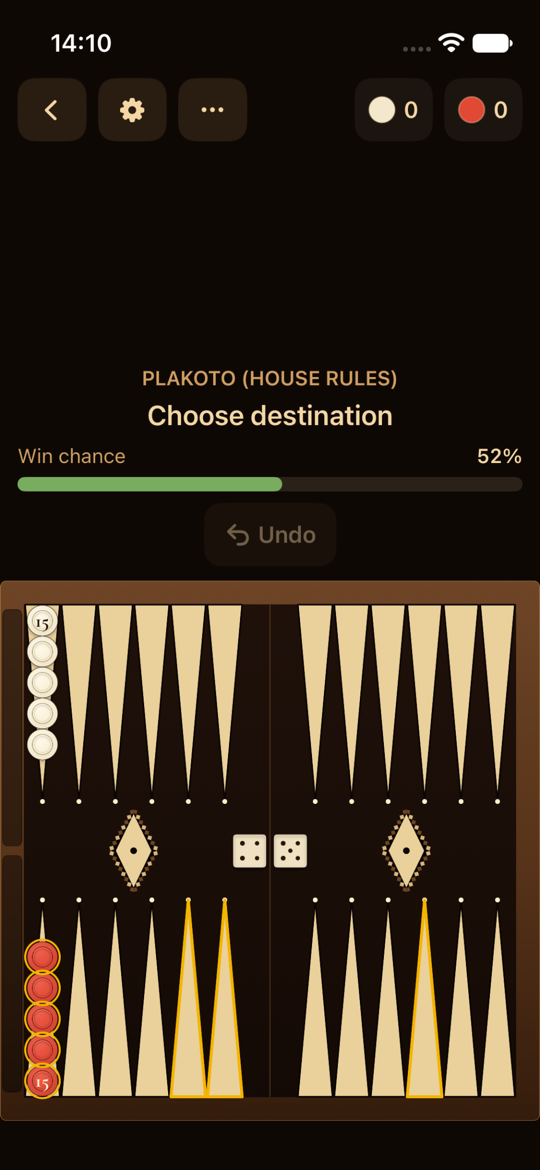 14:10
0
0
PLAKOTO (HOUSE RULES)
Choose destination
Win chance
52%
Undo
15
15